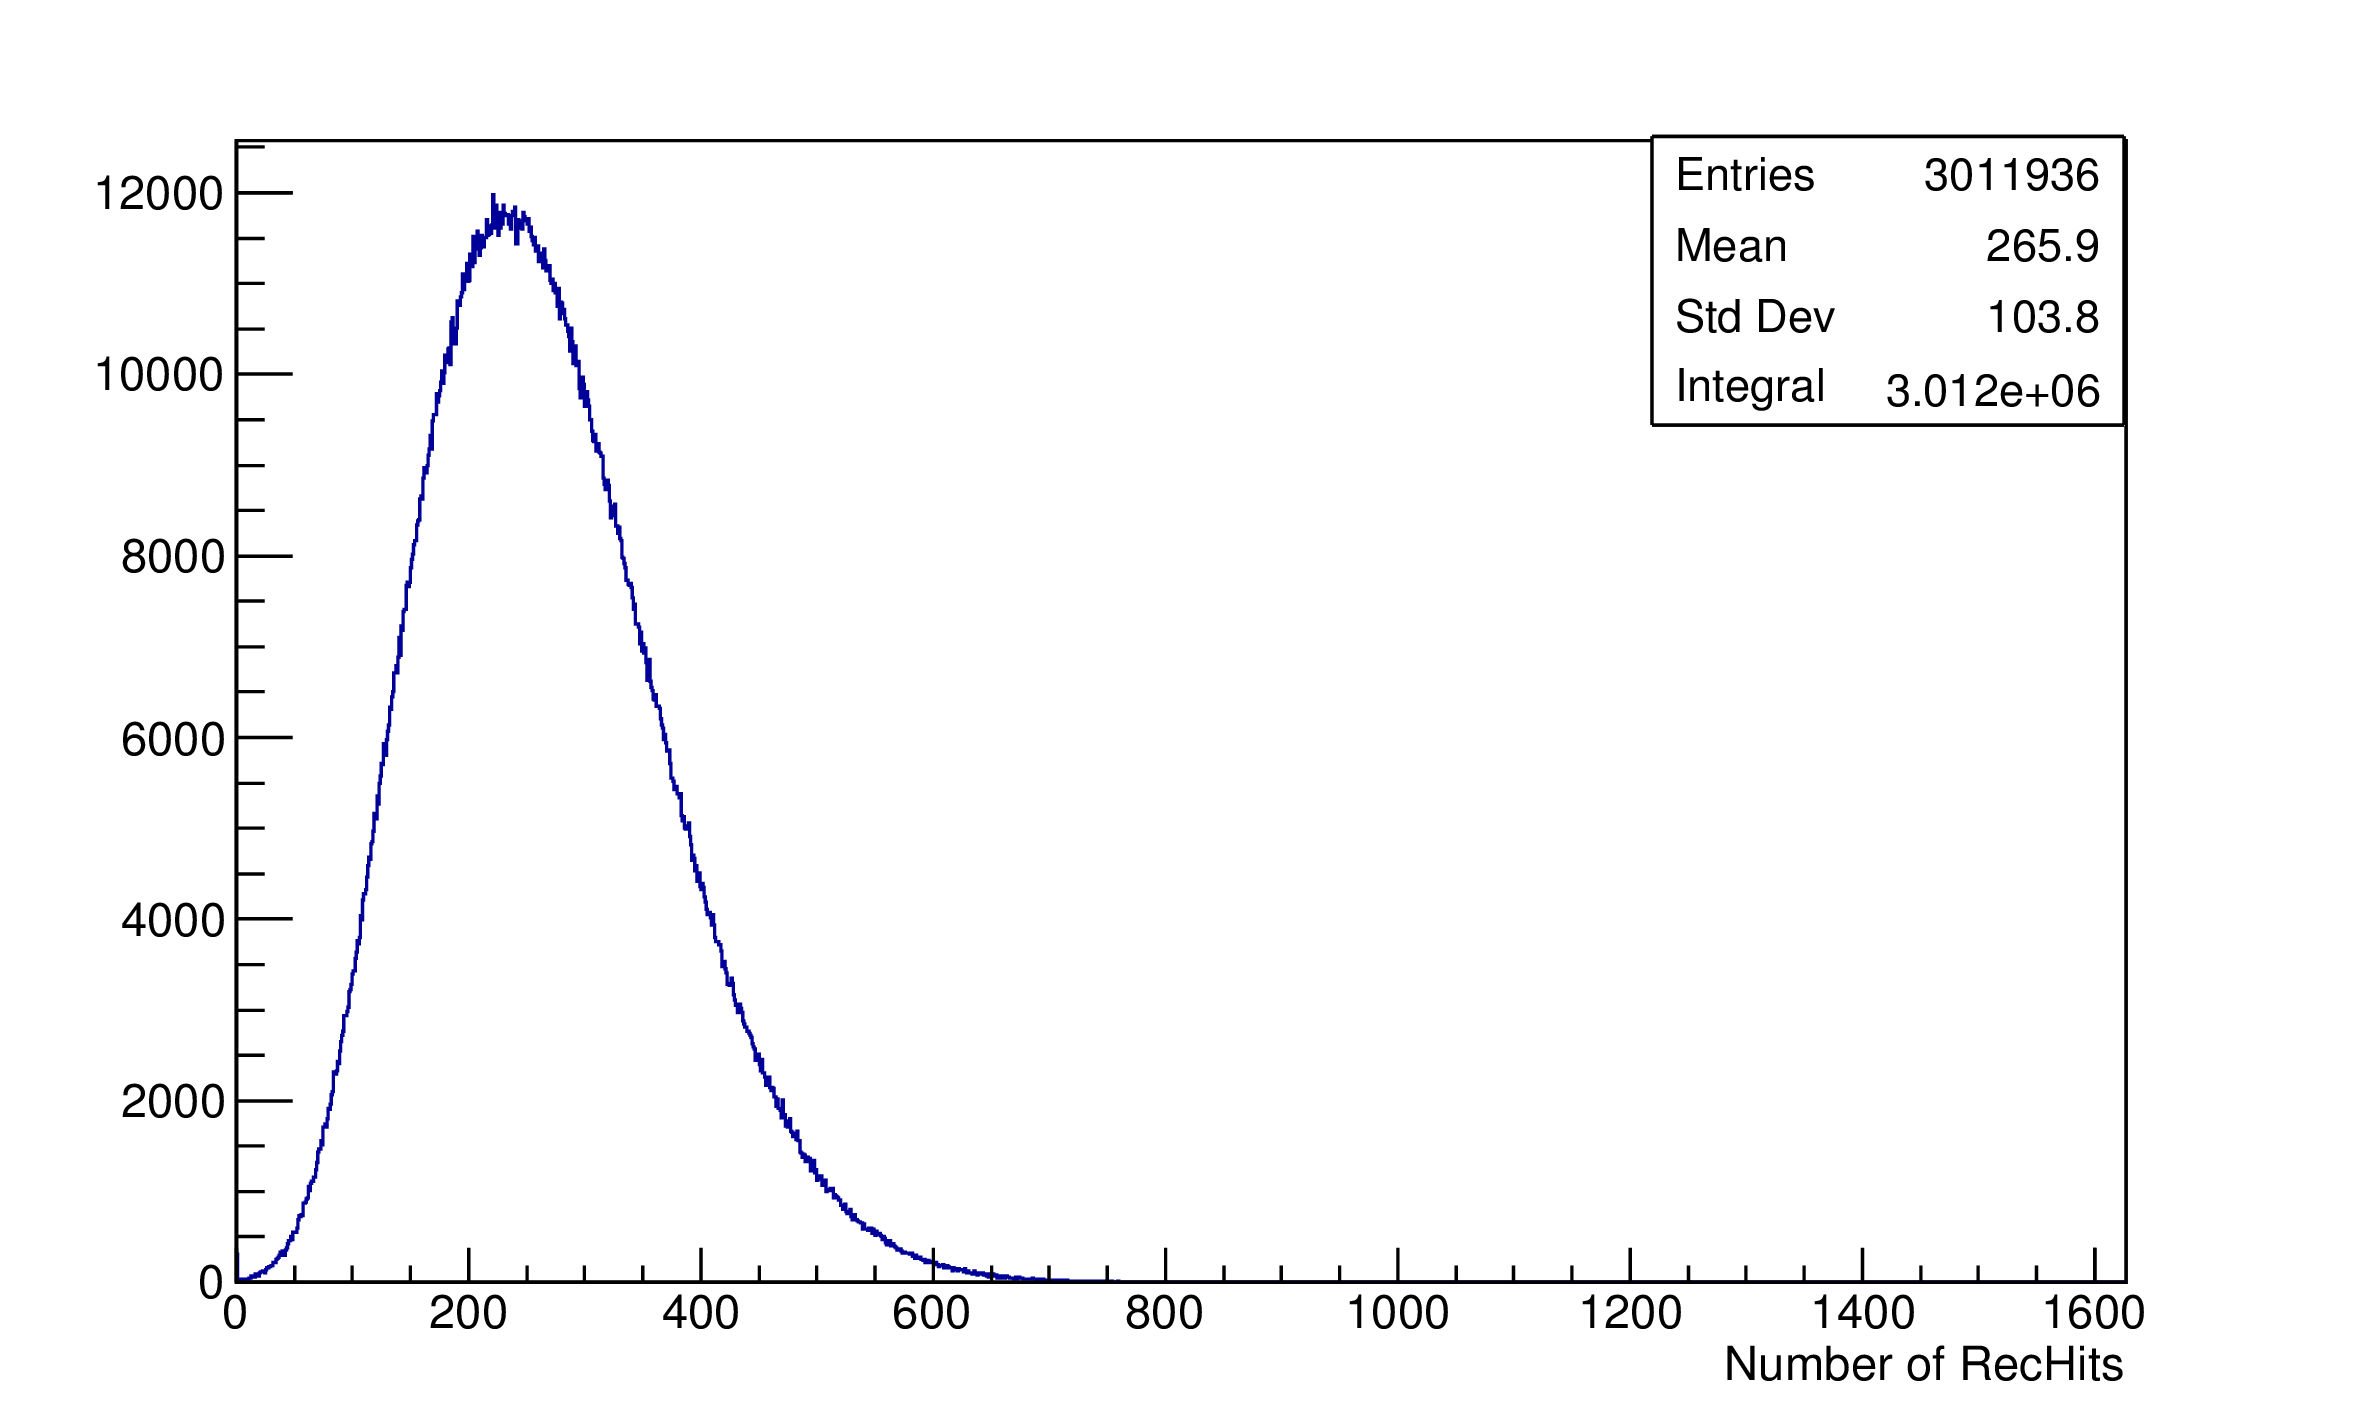 Entries 3011936
Mean 265.9
Std Dev 103.8
Integral 3.012e+06
12000
10000
8000
6000
4000
2000
0
0 200 400 600 800 1000 1200 1400 1600
Number of RecHits